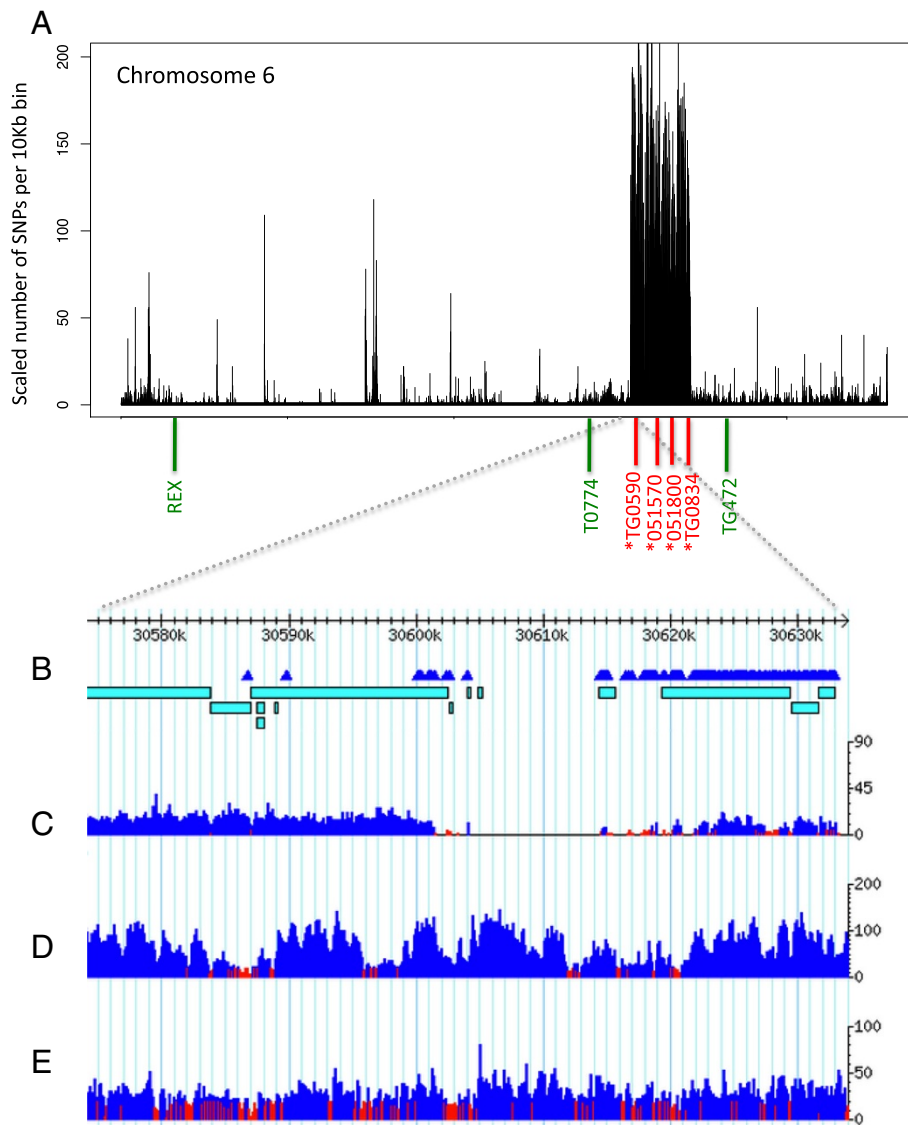 A
Scaled number of SNPs per 10Kb bin
200
150
100
50
0
Chromosome 6
REX
T0774
*TG0590
*051570
*051800
*TG0834
TG472
30580k 30590k 30600k 30610k 30620k 30630k
B
C
90
45
0
D
200
100
0
E
100
50
0